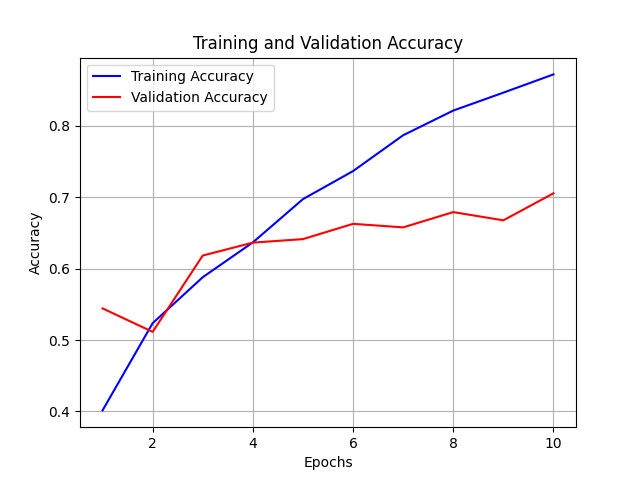 Training and Validation Accuracy
Training Accuracy
Validation Accuracy
0.8
0.7
0.6
0.5
0.4
Accuracy
2 4 6 8 10
Epochs